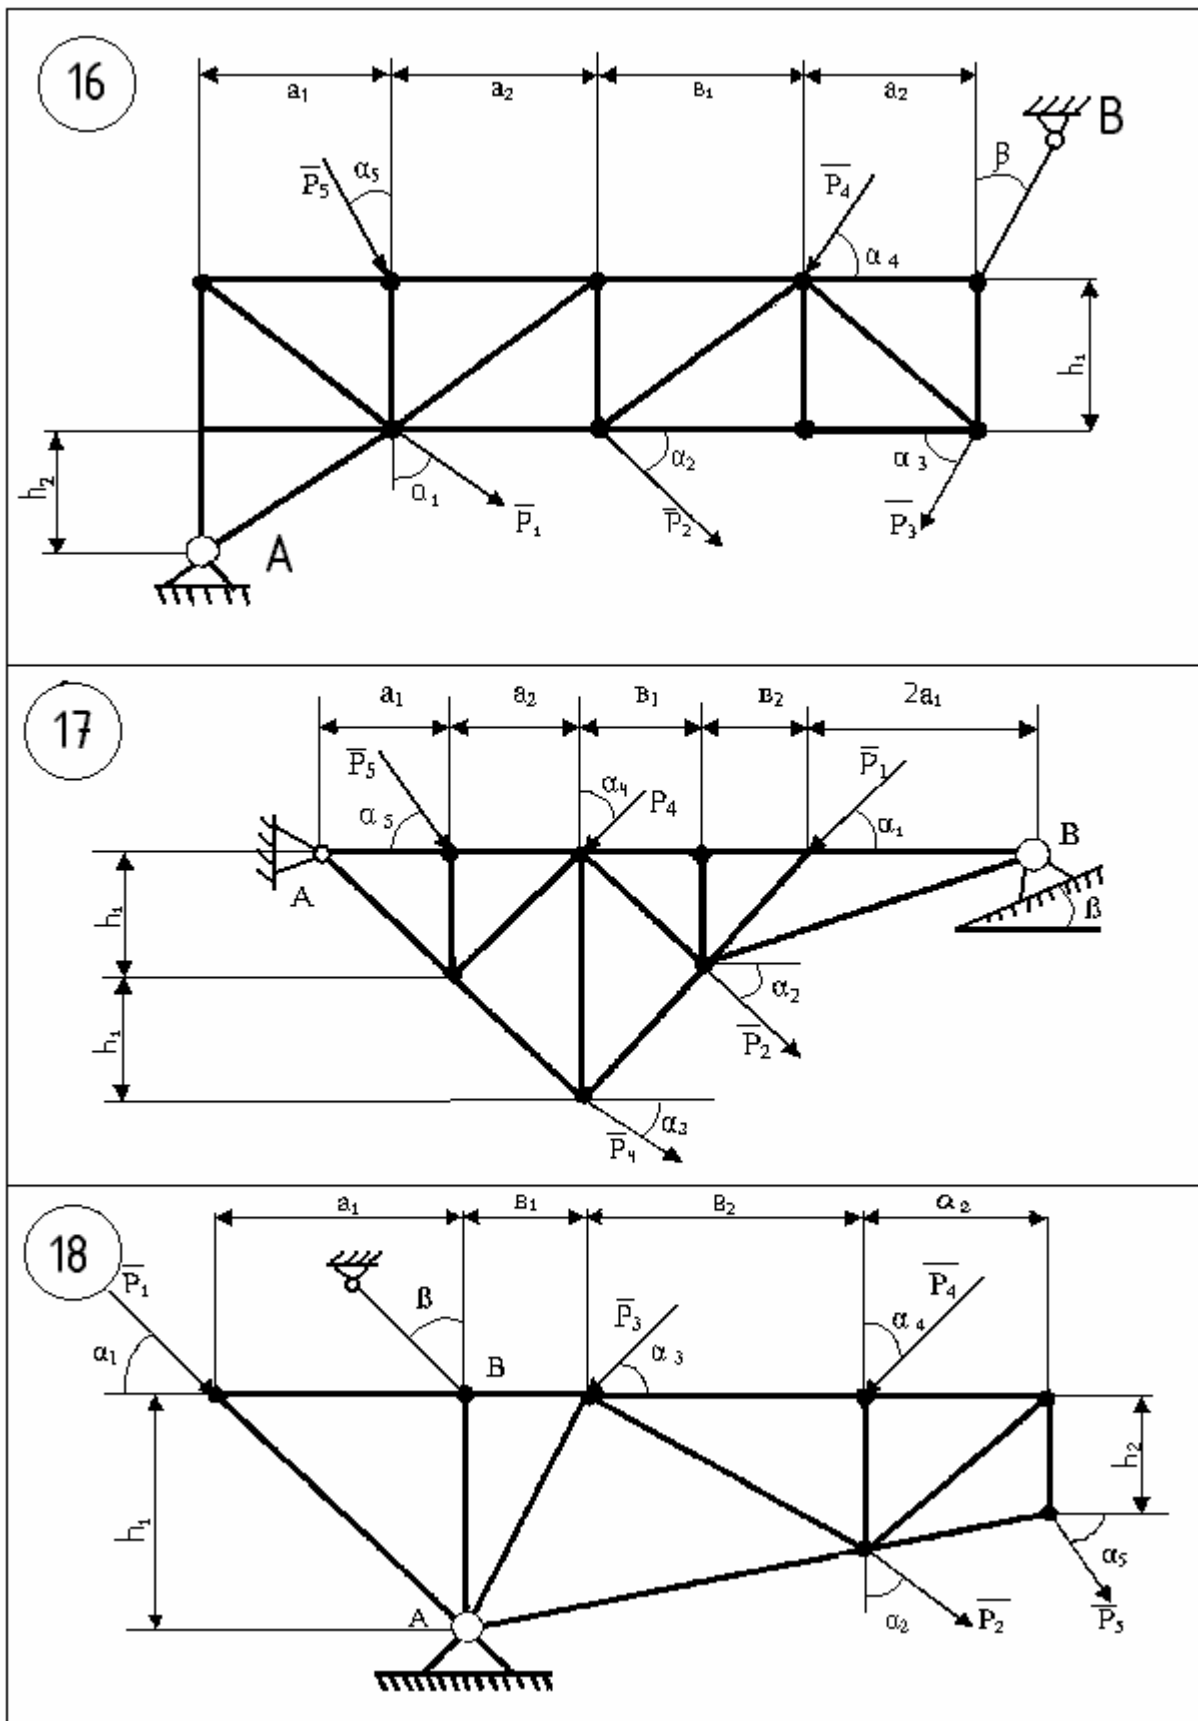 16
a₁ a₂ в₁ a₂
B
P₅ α₅ P₄ α₄ β
h₁
h₂
α₁ P₁ α₂ P₂ α₃ P₃
A
17
a₁ a₂ в₁ в₂ 2a₁
P₅ α₅ α₄ P₄ P₁ α₁
A B
h₁ ß
h₁ α₂ P₂
P₄ α₃
18
a₁ в₁ в₂ α₂
P₁ ß P₃ P₄
α₁ B α₃ α₄
h₁ h₂
A α₂ P₂ α₅ P₅